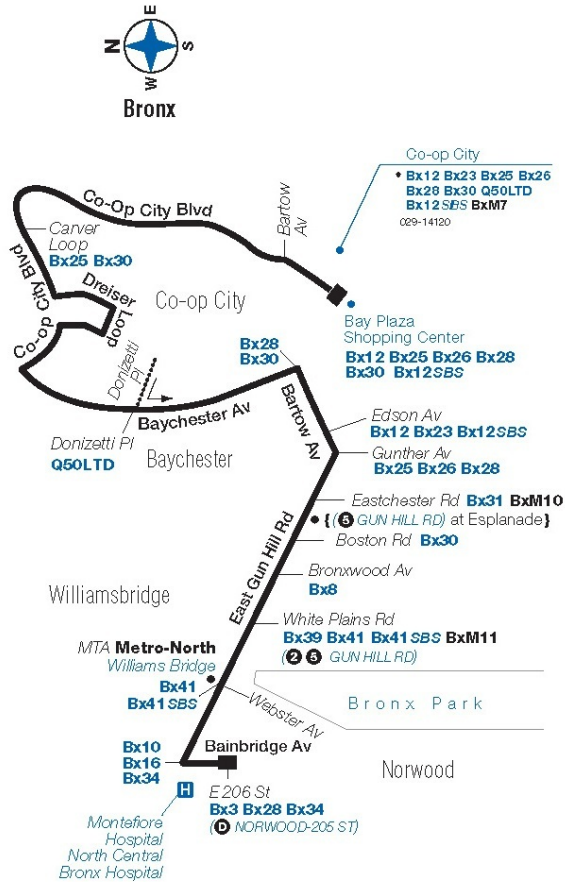 E
N
S
W
Bronx
Co-op City
Bx12 Bx23 Bx25 Bx26
Bx28 Bx30 Q50LTD
Bx12 SBS BxM7
029-14120
Co-Op City Blvd
Bartow
Av
Carver
Loop
Bx25 Bx30
Co-op City Blvd
Dreiser
Loop
Co-op City
Bay Plaza
Shopping Center
Bx12 Bx25 Bx26 Bx28
Bx30 Bx12SBS
Bx28
Bx30
Donizetti
Pl
Baychester Av
Donizetti Pl
Q50LTD
Baychester
Bartow Av
Edson Av
Bx12 Bx23 Bx12SBS
Gunther Av
Bx25 Bx26 Bx28
Eastchester Rd Bx31 BxM10
{(5 GUN HILL RD) at Esplanade}
Boston Rd Bx30
East Gun Hill Rd
Bronxwood Av
Bx8
Williamsbridge
White Plains Rd
Bx39 Bx41 Bx41 SBS BxM11
(2 5 GUN HILL RD)
MTA Metro-North
Williams Bridge
Bx41
Bx41 SBS
Webster Av
Bronx Park
Bx10
Bx16
Bx34
Bainbridge Av
Norwood
H
E 206 St
Bx3 Bx28 Bx34
(D NORWOOD-205 ST)
Montefiore
Hospital
North Central
Bronx Hospital